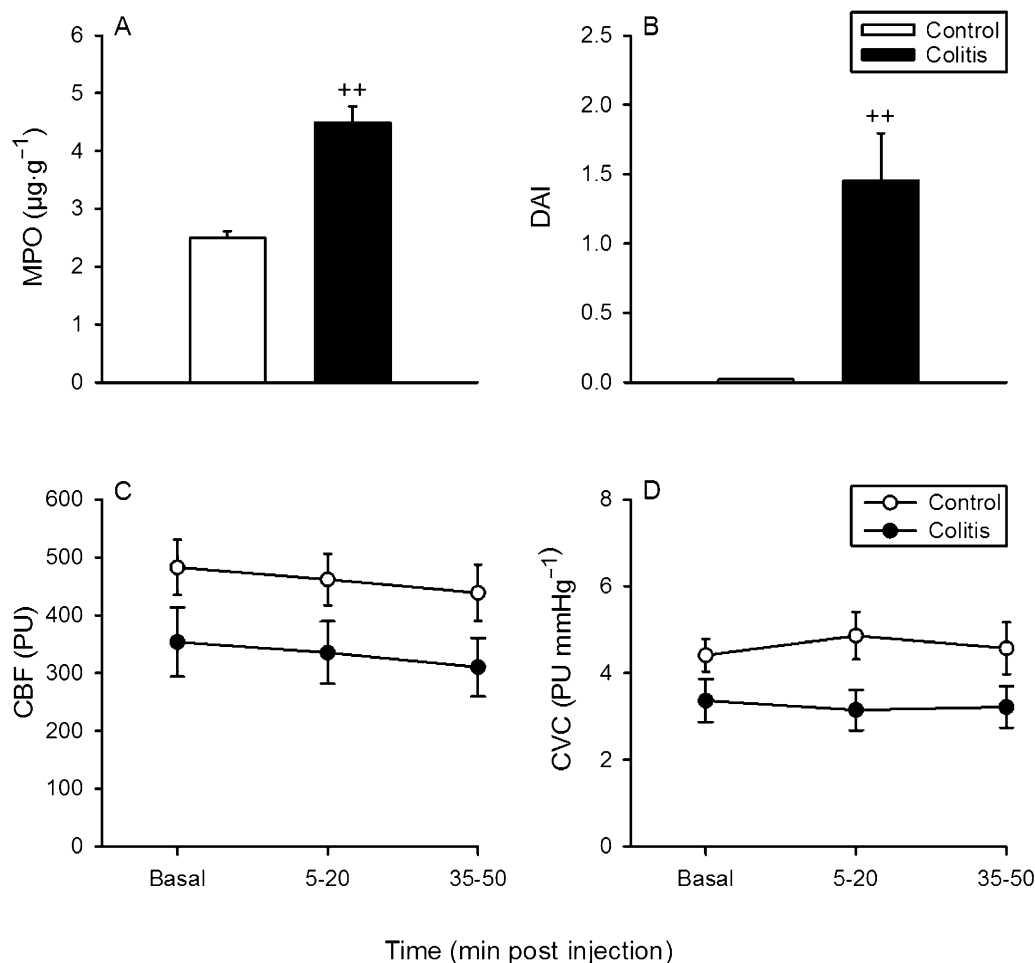 A
MPO (µg·g⁻¹)
6
5
4
3
2
1
0
++
B
Control
Colitis
DAI
2.5
2.0
1.5
1.0
0.5
0.0
++
C
CBF (PU)
600
500
400
300
200
100
0
Basal
5-20
35-50
D
Control
Colitis
CVC (PU mmHg⁻¹)
8
6
4
2
0
Basal
5-20
35-50
Time (min post injection)